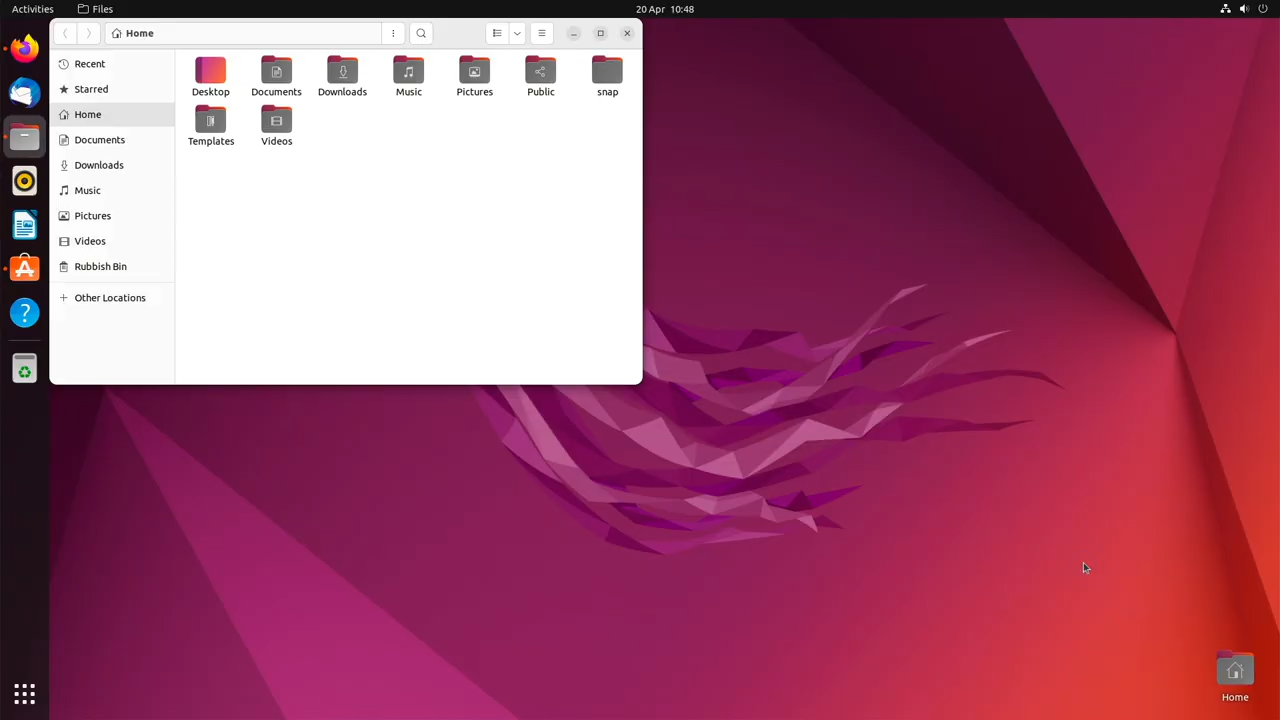 Activities Files 20 Apr 10:48
Home
Recent
Starred
Home
Documents
Downloads
Music
Pictures
Videos
Rubbish Bin
Other Locations
Desktop Documents Downloads Music Pictures Public snap
Templates Videos
Home